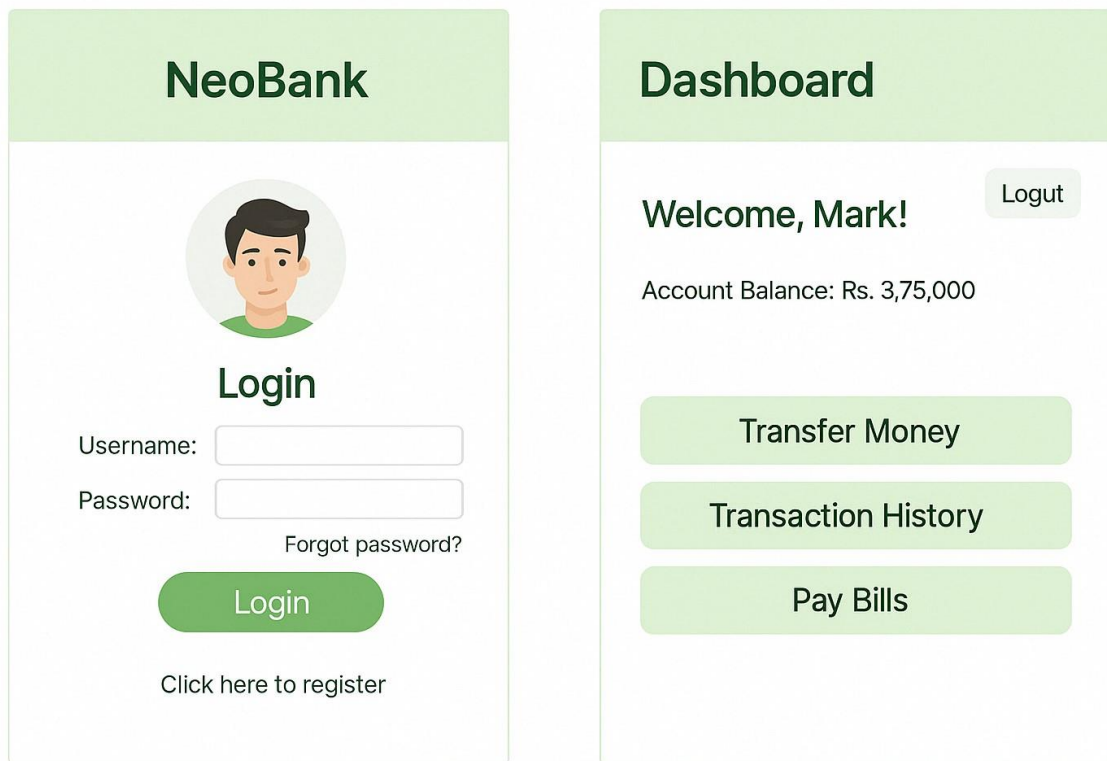 NeoBank
Login
Username:
Password:
Forgot password?
Login
Click here to register
Dashboard
Logut
Welcome, Mark!
Account Balance: Rs. 3,75,000
Transfer Money
Transaction History
Pay Bills